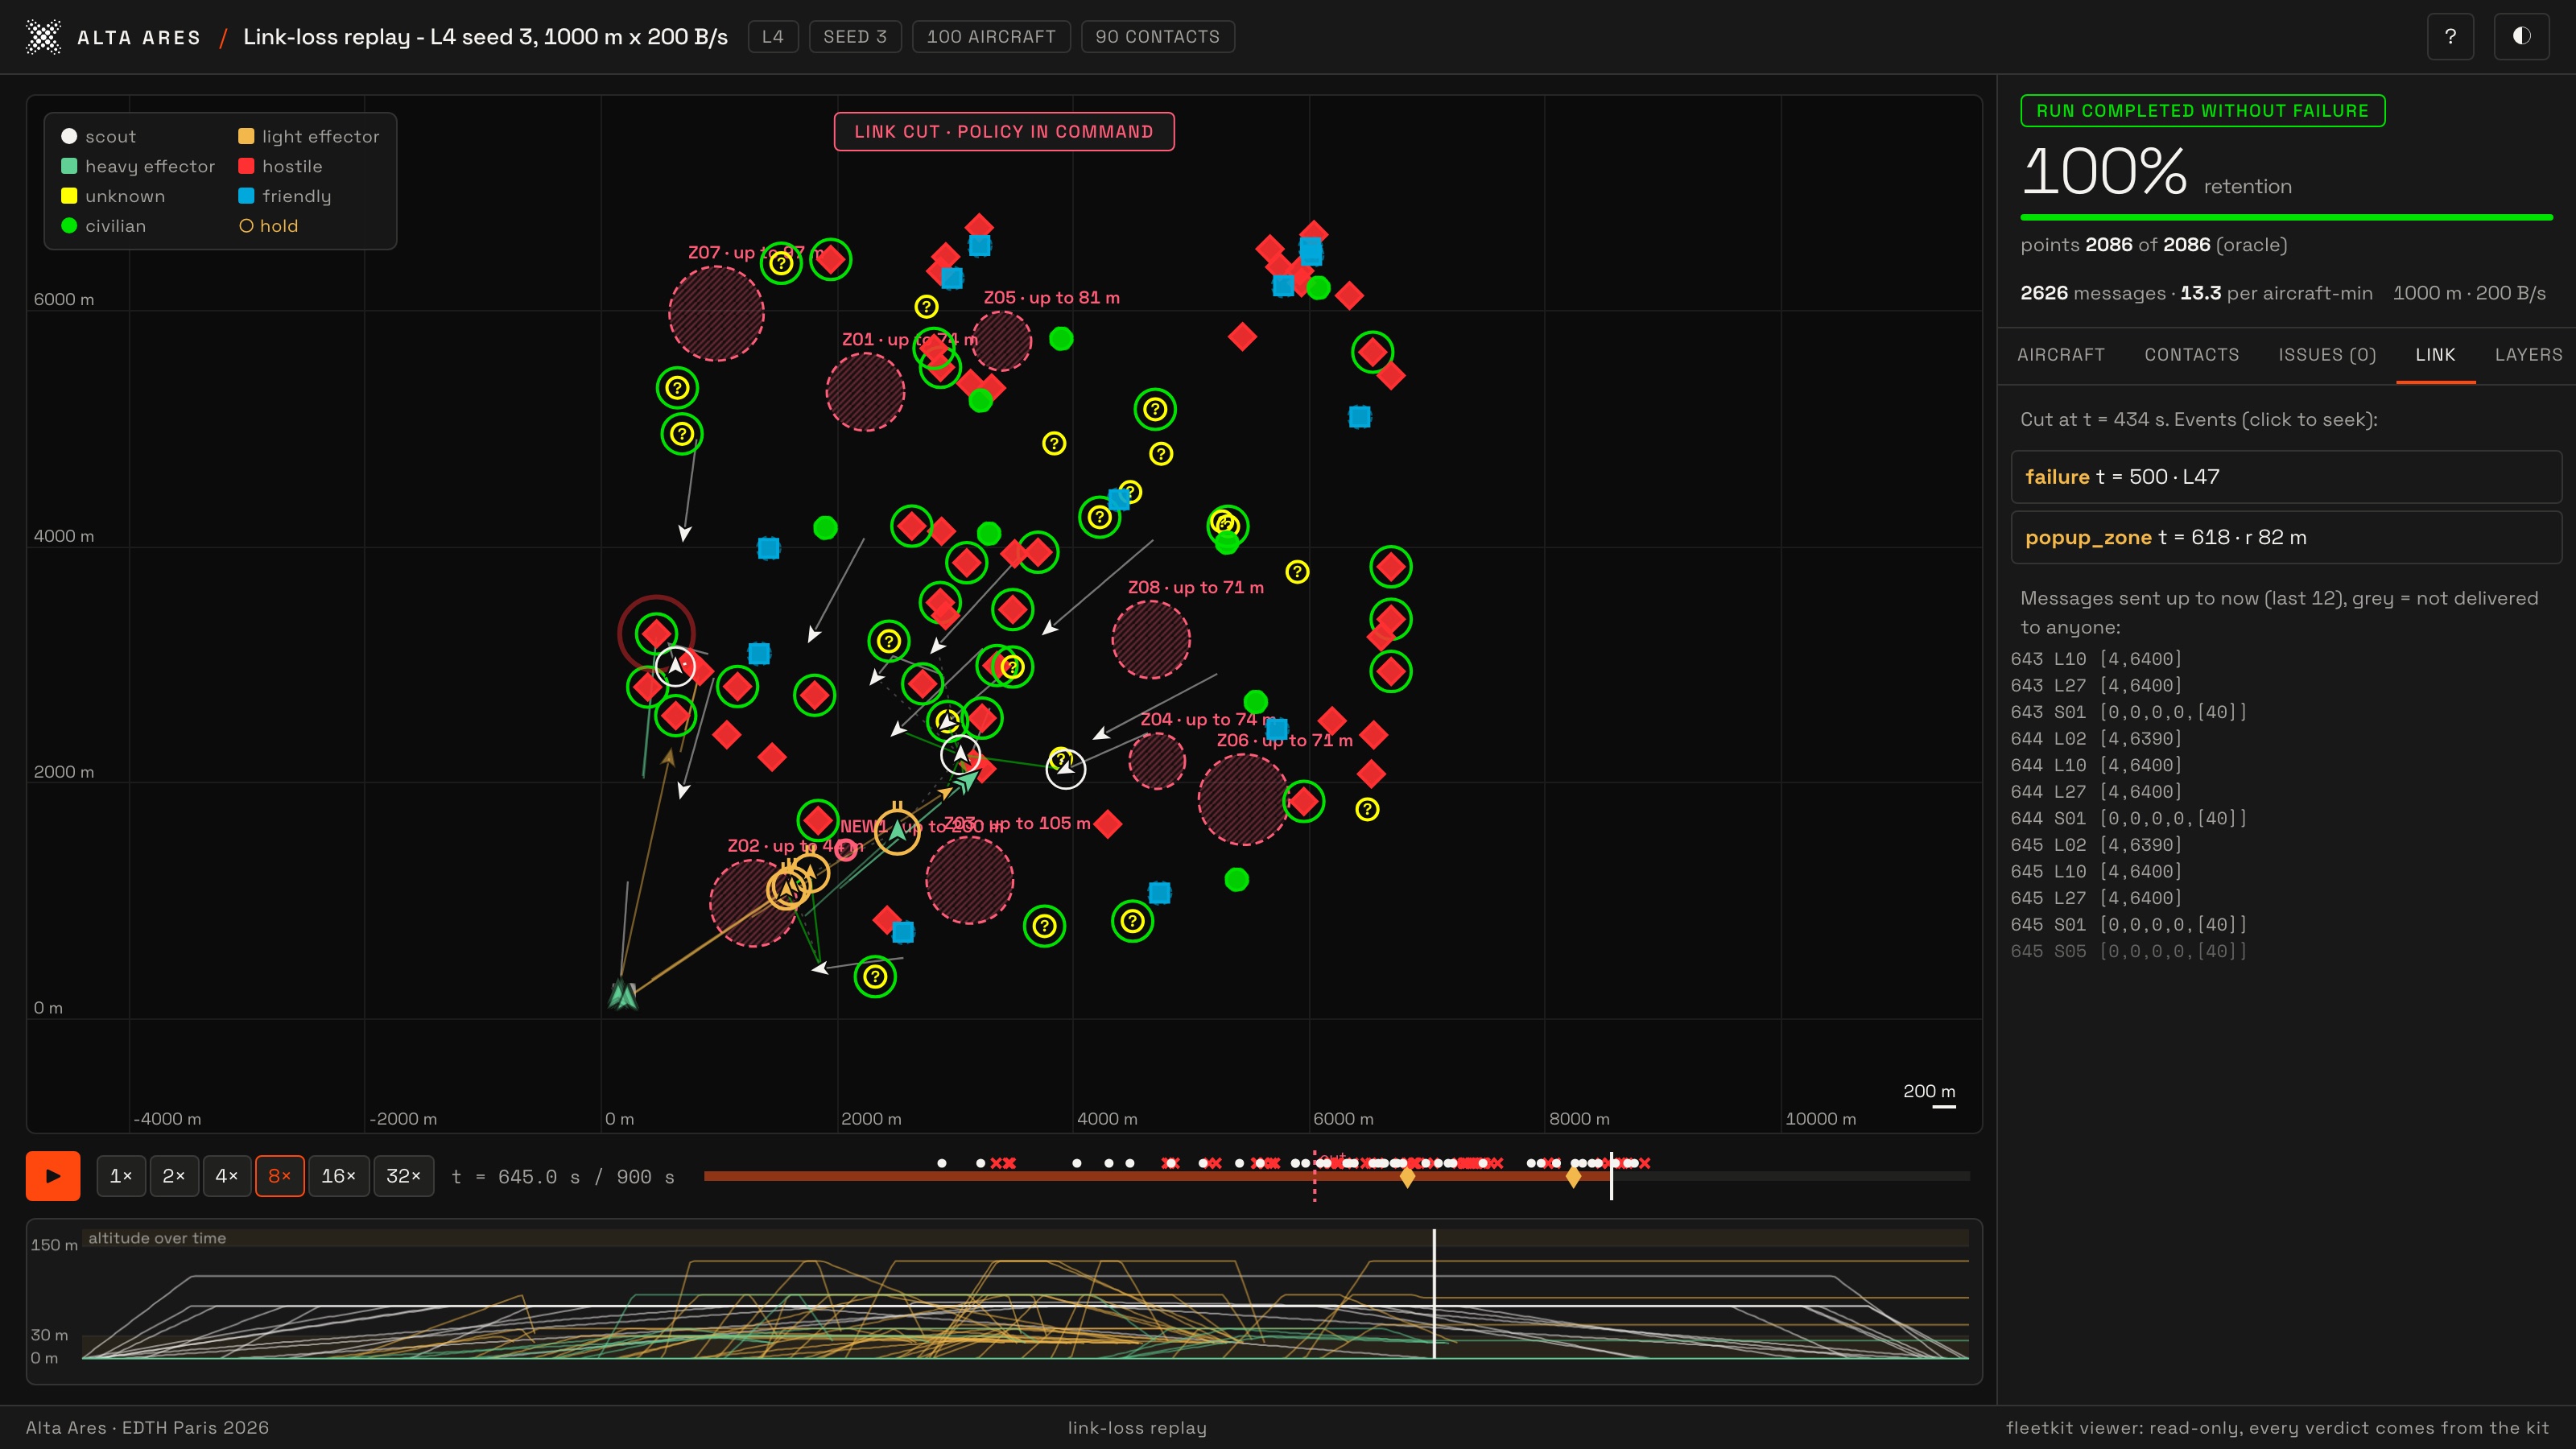 ALTA ARES / Link-loss replay - L4 seed 3, 1000 m x 200 B/s L4 SEED 3 100 AIRCRAFT 90 CONTACTS ?
scout light effector
heavy effector hostile
unknown friendly
civilian hold
LINK CUT · POLICY IN COMMAND
Z07 · up to 97 m
Z05 · up to 81 m
Z01 · up to 74 m
Z08 · up to 71 m
Z04 · up to 74 m
Z06 · up to 71 m
NEW1 · up to 200 m
Z03 · up to 105 m
Z02 · up to 44 m
6000 m
4000 m
2000 m
0 m
200 m
-4000 m -2000 m 0 m 2000 m 4000 m 6000 m 8000 m 10000 m
1× 2× 4× 8× 16× 32× t = 645.0 s / 900 s
cut
150 m altitude over time
30 m
0 m
RUN COMPLETED WITHOUT FAILURE
100% retention
points 2086 of 2086 (oracle)
2626 messages · 13.3 per aircraft-min 1000 m · 200 B/s
AIRCRAFT CONTACTS ISSUES (0) LINK LAYERS
Cut at t = 434 s. Events (click to seek):
failure t = 500 · L47
popup_zone t = 618 · r 82 m
Messages sent up to now (last 12), grey = not delivered
to anyone:
643 L10 [4,6400]
643 L27 [4,6400]
643 S01 [0,0,0,0,[40]]
644 L02 [4,6390]
644 L10 [4,6400]
644 L27 [4,6400]
644 S01 [0,0,0,0,[40]]
645 L02 [4,6390]
645 L10 [4,6400]
645 L27 [4,6400]
645 S01 [0,0,0,0,[40]]
645 S05 [0,0,0,0,[40]]
Alta Ares · EDTH Paris 2026 link-loss replay fleetkit viewer: read-only, every verdict comes from the kit